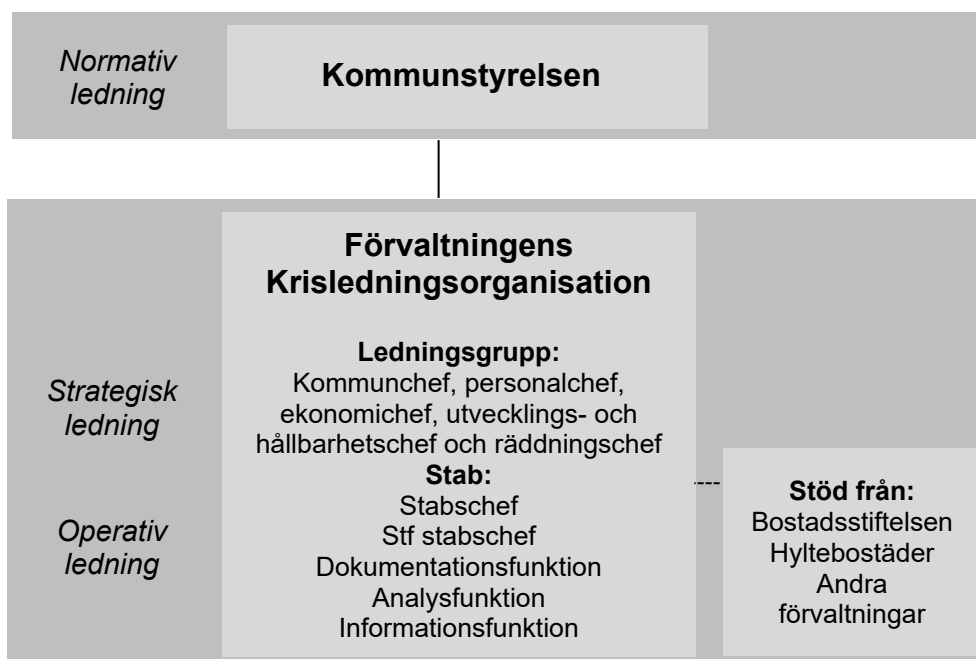 Normativ
ledning
Kommunstyrelsen
Förvaltningens
Krisledningsorganisation
Ledningsgrupp:
Kommunchef, personalchef,
ekonomichef, utvecklings- och
hållbarhetschef och räddningschef
Stab:
Stabschef
Stf stabschef
Dokumentationsfunktion
Analysfunktion
Informationsfunktion
Strategisk
ledning
Operativ
ledning
Stöd från:
Bostadsstiftelsen
Hyltebostäder
Andra
förvaltningar